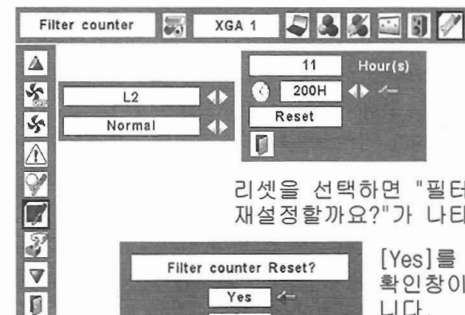 Filter counter XGA 1
11 Hour(s)
L2 200H
Normal Reset
리셋을 선택하면 "필터
재설정할까요?"가 나타
Filter counter Reset? [Yes]를
Yes 확인창이
니다.